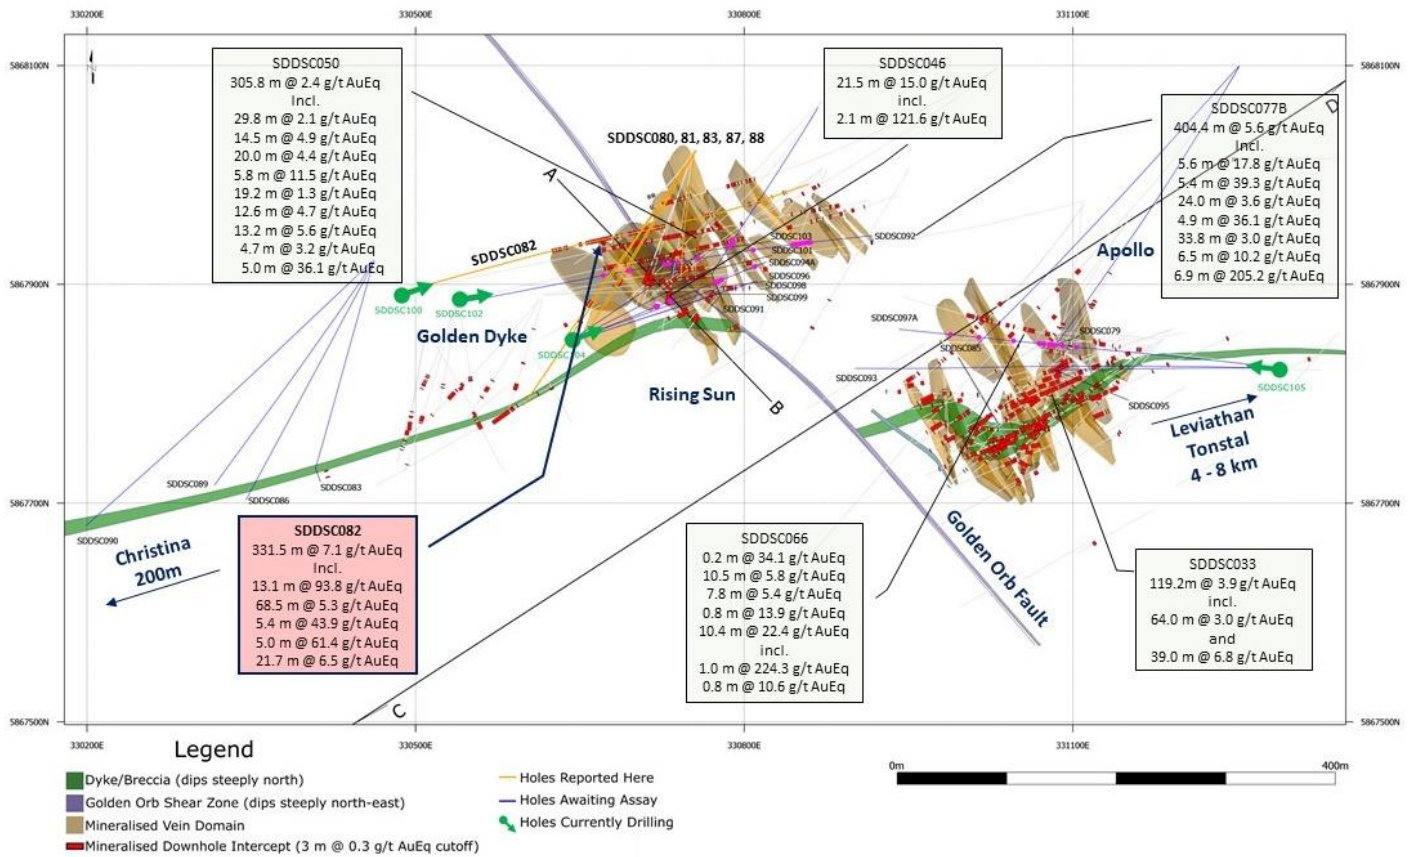 330200E
330500E
330800E
331100E
5868100N
5868100N
SDDSC050
305.8 m @ 2.4 g/t AuEq
Incl.
29.8 m @ 2.1 g/t AuEq
14.5 m @ 4.9 g/t AuEq
20.0 m @ 4.4 g/t AuEq
5.8 m @ 11.5 g/t AuEq
19.2 m @ 1.3 g/t AuEq
12.6 m @ 4.7 g/t AuEq
13.2 m @ 5.6 g/t AuEq
4.7 m @ 3.2 g/t AuEq
5.0 m @ 36.1 g/t AuEq
SDDSC046
21.5 m @ 15.0 g/t AuEq
incl.
2.1 m @ 121.6 g/t AuEq
SDDSC077B
404.4 m @ 5.6 g/t AuEq
Incl.
5.6 m @ 17.8 g/t AuEq
5.4 m @ 39.3 g/t AuEq
24.0 m @ 3.6 g/t AuEq
4.9 m @ 36.1 g/t AuEq
33.8 m @ 3.0 g/t AuEq
6.5 m @ 10.2 g/t AuEq
6.9 m @ 205.2 g/t AuEq
D
SDDSC080, 81, 83, 87, 88
A
SDDSC082
SDDSC103
SDDSC101
SDDSC094A
SDDSC096
SDDSC098
SDDSC099
SDDSC091
SDDSC092
Apollo
5867900N
5867900N
SDDSC100
SDDSC102
SDDSC104
Golden Dyke
Rising Sun
B
SDDSC097A
SDDSC085
SDDSC079
SDDSC093
SDDSC095
SDDSC105
Leviathan
Tonstal
4 - 8 km
SDDSC089
SDDSC086
SDDSC083
SDDSC090
5867700N
5867700N
Christina
200m
SDDSC082
331.5 m @ 7.1 g/t AuEq
Incl.
13.1 m @ 93.8 g/t AuEq
68.5 m @ 5.3 g/t AuEq
5.4 m @ 43.9 g/t AuEq
5.0 m @ 61.4 g/t AuEq
21.7 m @ 6.5 g/t AuEq
SDDSC066
0.2 m @ 34.1 g/t AuEq
10.5 m @ 5.8 g/t AuEq
7.8 m @ 5.4 g/t AuEq
0.8 m @ 13.9 g/t AuEq
10.4 m @ 22.4 g/t AuEq
incl.
1.0 m @ 224.3 g/t AuEq
0.8 m @ 10.6 g/t AuEq
Golden Orb Fault
SDDSC033
119.2m @ 3.9 g/t AuEq
incl.
64.0 m @ 3.0 g/t AuEq
and
39.0 m @ 6.8 g/t AuEq
C
5867500N
5867500N
330200E
330500E
330800E
331100E
Legend
Dyke/Breccia (dips steeply north)
Golden Orb Shear Zone (dips steeply north-east)
Mineralised Vein Domain
Mineralised Downhole Intercept (3 m @ 0.3 g/t AuEq cutoff)
Holes Reported Here
Holes Awaiting Assay
Holes Currently Drilling
0m
400m